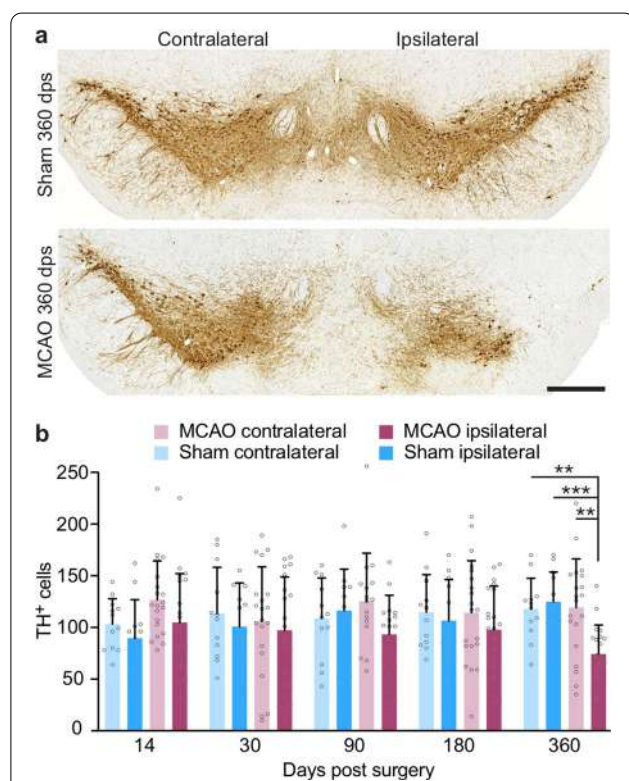 a
Contralateral Ipsilateral
Sham 360 dps
MCAO 360 dps
b
MCAO contralateral MCAO ipsilateral
Sham contralateral Sham ipsilateral
250
200
150
100
50
0
TH⁺ cells
**
***
**
14 30 90 180 360
Days post surgery